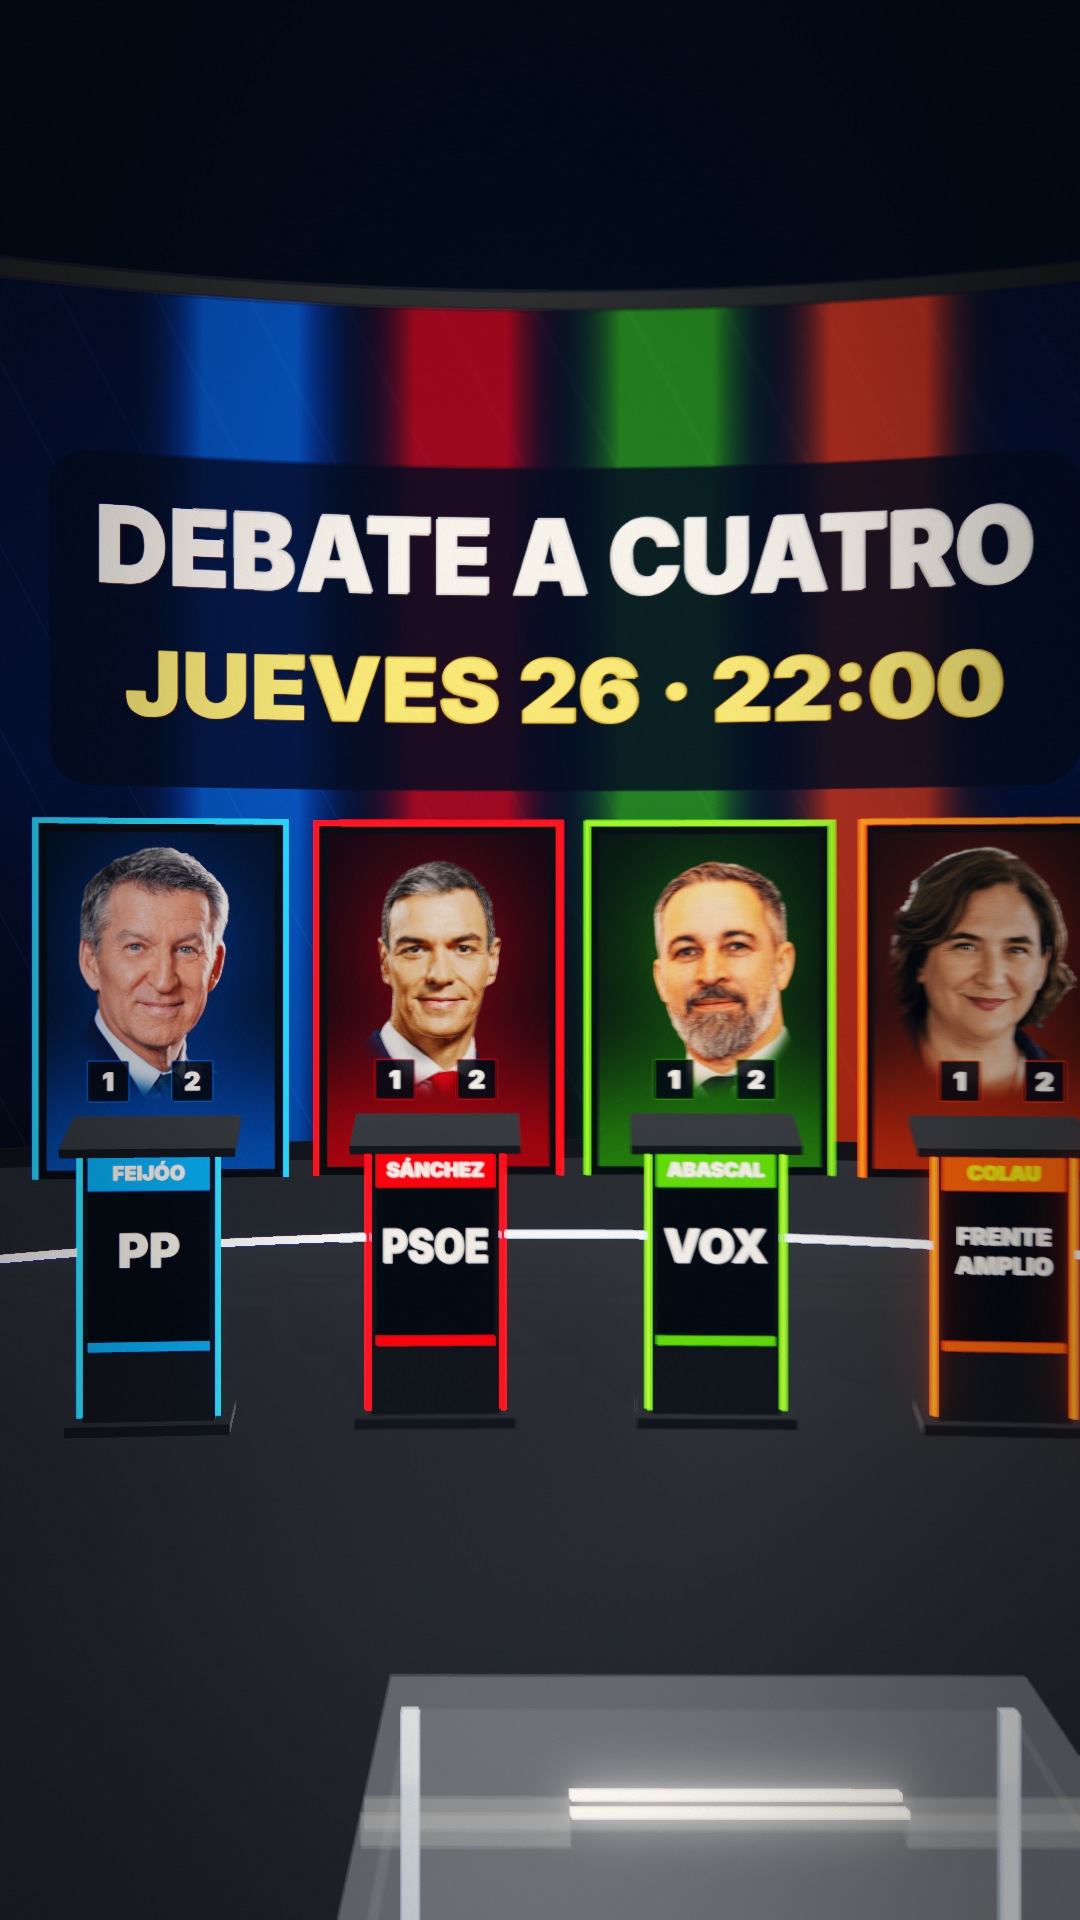 DEBATE A CUATRO
JUEVES 26 · 22:00
1 2
1 2
1 2
1 2
FEIJÓO
PP
SÁNCHEZ
PSOE
ABASCAL
VOX
COLAU
FRENTE
AMPLIO